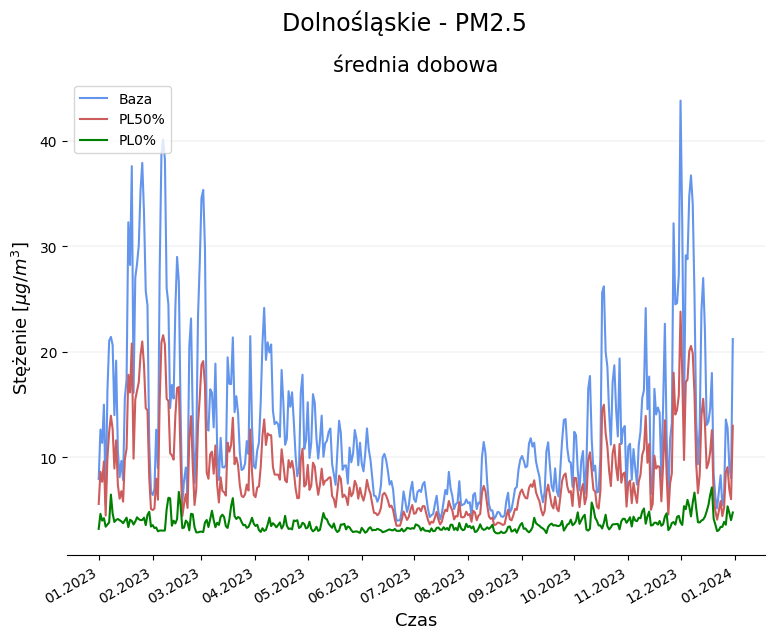 Dolnośląskie - PM2.5
średnia dobowa
Baza
PL50%
PL0%
Stężenie [μg/m³]
40
30
20
10
01.2023
02.2023
03.2023
04.2023
05.2023
06.2023
07.2023
08.2023
09.2023
10.2023
11.2023
12.2023
01.2024
Czas